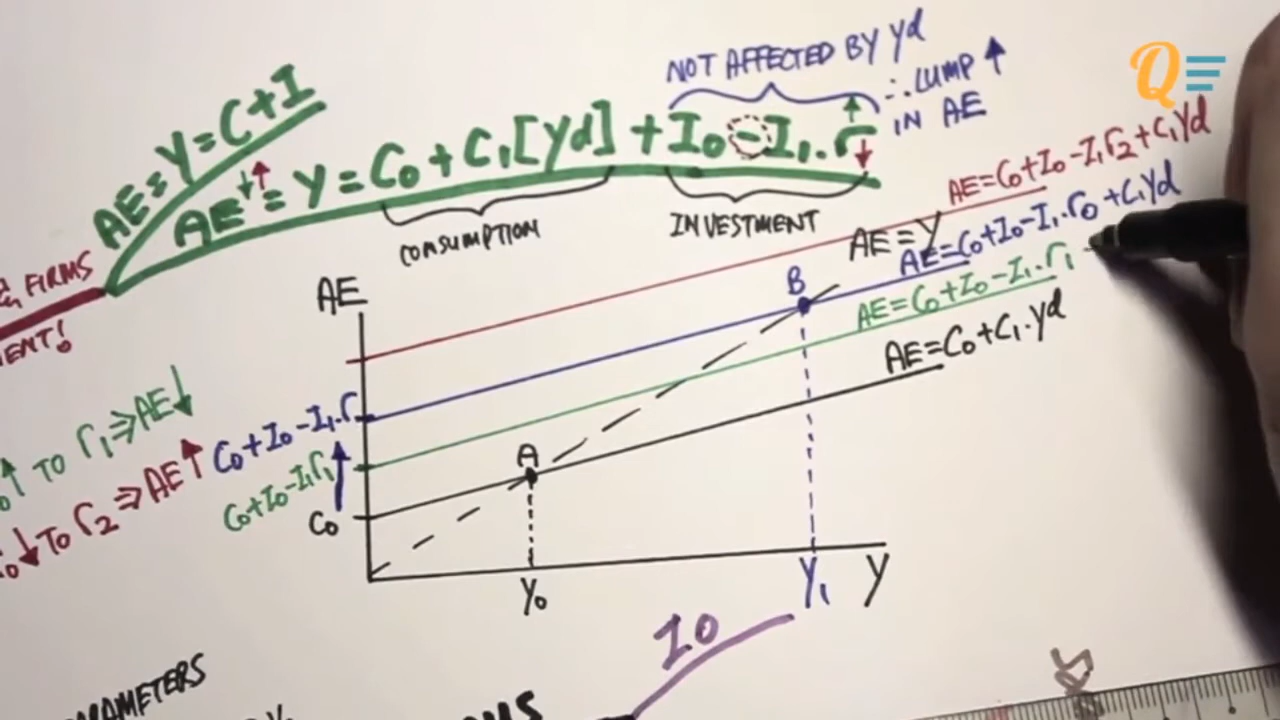 NOT AFFECTED BY Yd
∴ LUMP ↑
IN AE
Q
AE = Y = C + I
AE ↓↑ = Y = C₀ + C₁[Yd] + I₀ - I₁.r ↑↓
CONSUMPTION
INVESTMENT
FIRMS
ENT!
AE = C₀ + I₀ - I₁r₂ + C₁Yd
AE = Y
AE = C₀ + I₀ - I₁.r₀ + C₁Yd
AE = C₀ + I₀ - I₁.r₁
AE = C₀ + C₁.Yd
AE
B
A
↑ TO r₁ ⇒ AE↓
↓ TO r₂ ⇒ AE↑
C₀ + I₀ - I₁.r
C₀ + I₀ - I₁r₁
C₀
Y₀
Y₁
Y
I₀
RAMETERS